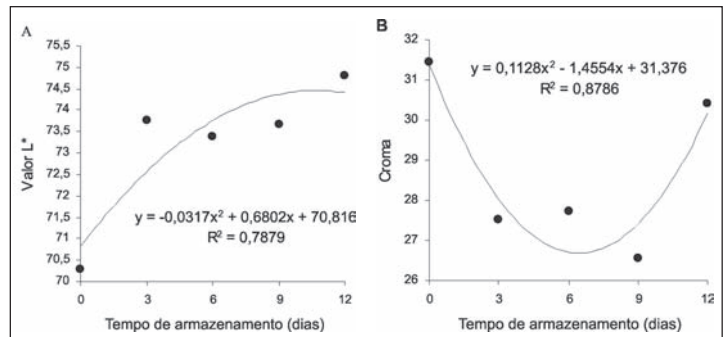 A
75,5
75
74,5
74
73,5
73
72,5
72
71,5
71
70,5
70
Valor L*
y = -0,0317x² + 0,6802x + 70,816
R² = 0,7879
0 3 6 9 12
Tempo de armazenamento (dias)
B
32
31
30
29
28
27
26
Croma
y = 0,1128x² - 1,4554x + 31,376
R² = 0,8786
0 3 6 9 12
Tempo de armazenamento (dias)